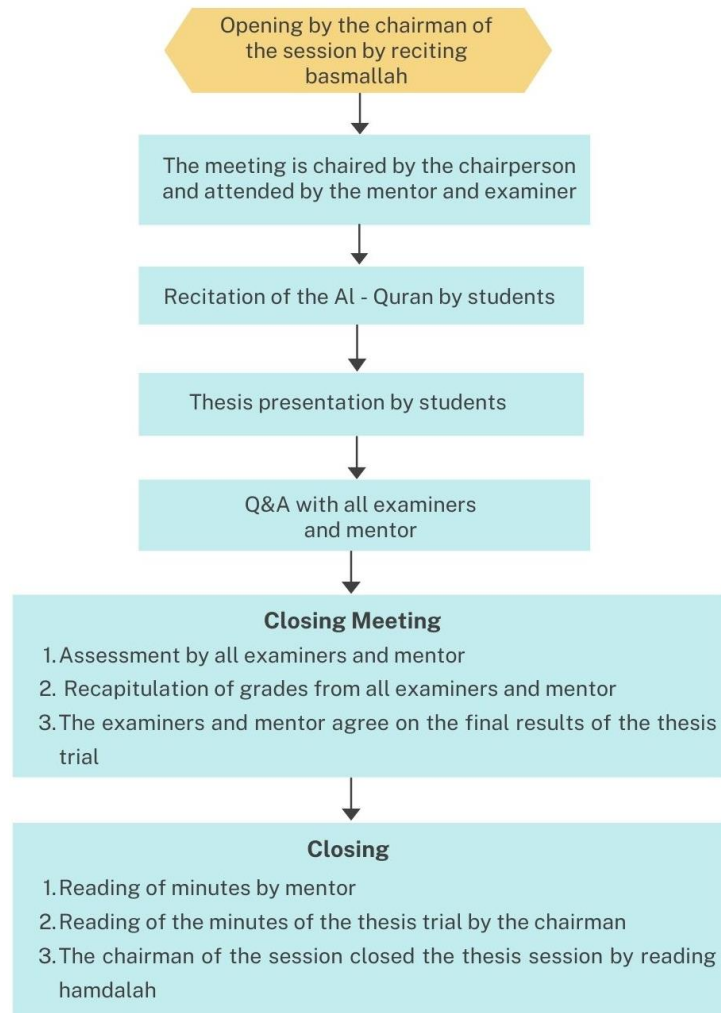 Opening by the chairman of
the session by reciting
basmallah
The meeting is chaired by the chairperson
and attended by the mentor and examiner
Recitation of the Al - Quran by students
Thesis presentation by students
Q&A with all examiners
and mentor
Closing Meeting
1. Assessment by all examiners and mentor
2. Recapitulation of grades from all examiners and mentor
3. The examiners and mentor agree on the final results of the thesis
trial
Closing
1. Reading of minutes by mentor
2. Reading of the minutes of the thesis trial by the chairman
3. The chairman of the session closed the thesis session by reading
hamdalah